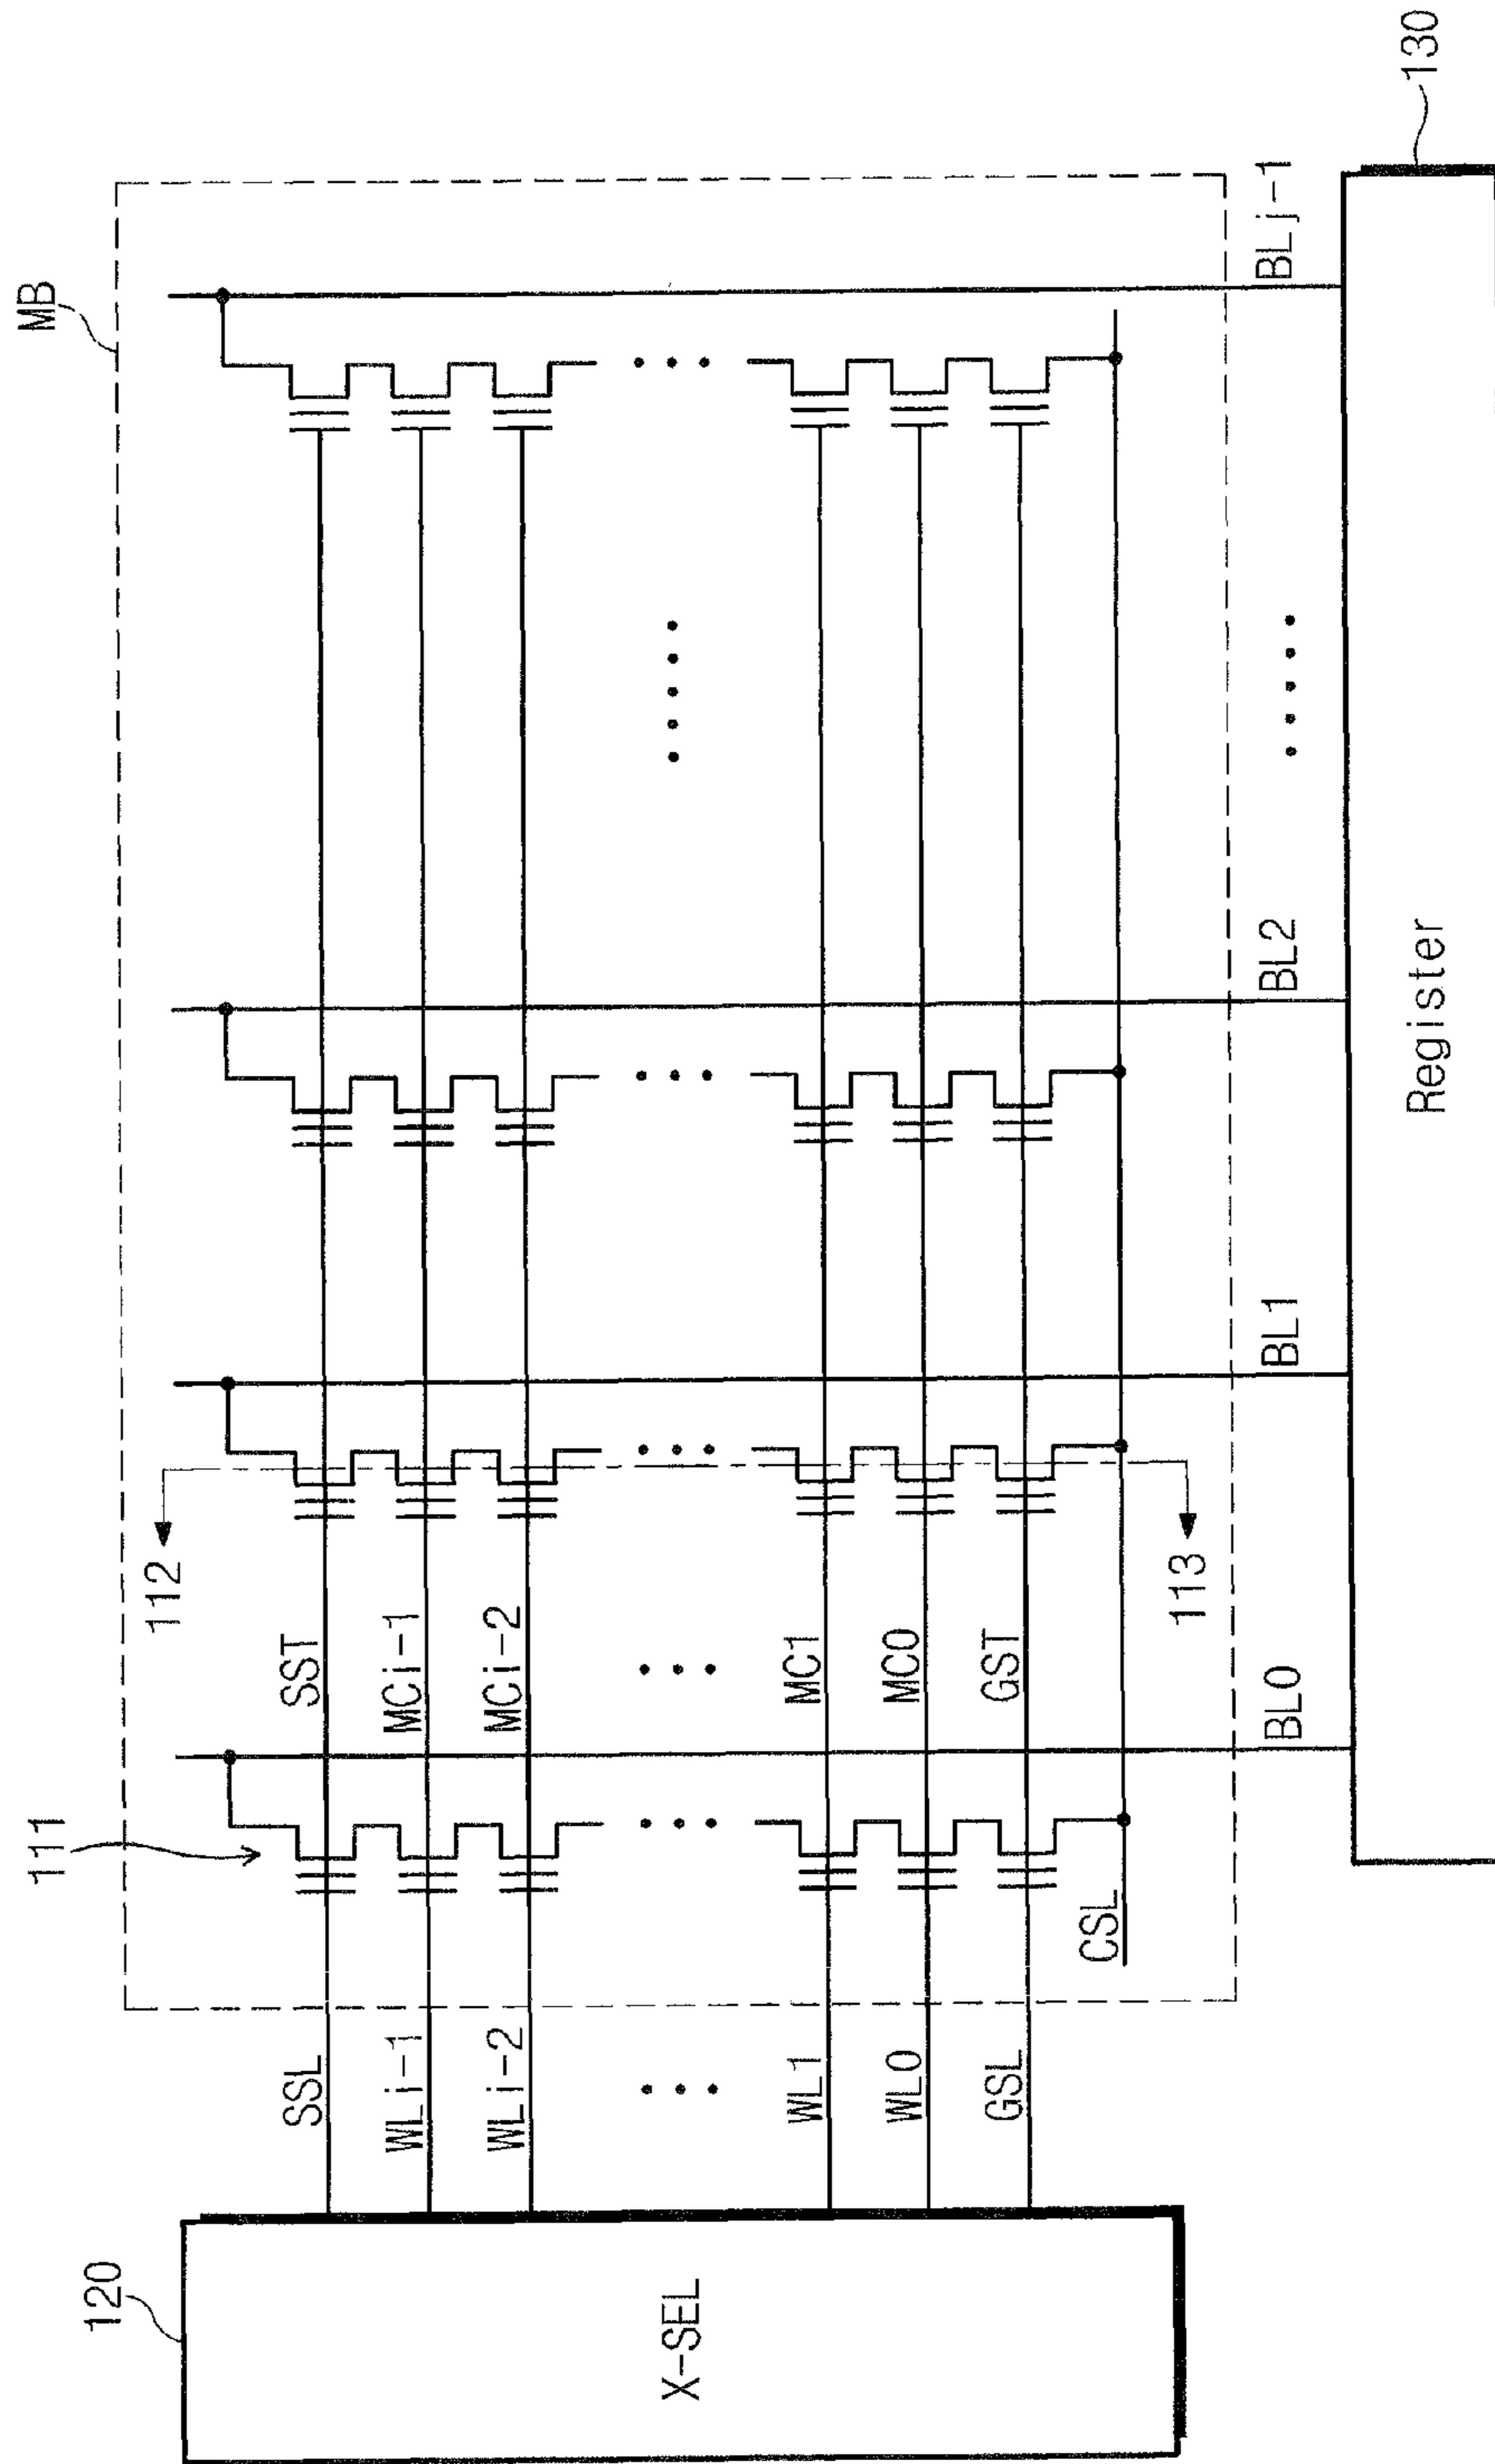 MB
111
112
120
SSL
SST
WLi-1
MCi-1
WLi-2
MCi-2
X-SEL
WL1
MC1
WL0
MC0
GSL
GST
CSL
113
BL0
BL1
BL2
BLj-1
Register
130